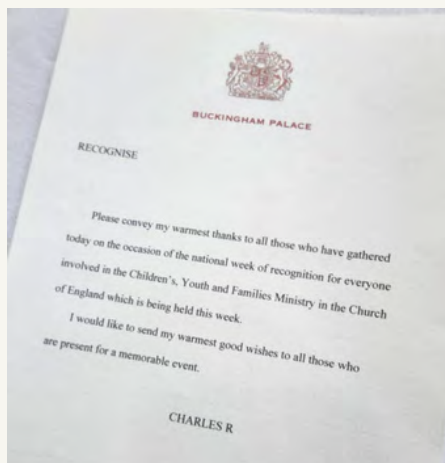 BUCKINGHAM PALACE
RECOGNISE
Please convey my warmest thanks to all those who have gathered
today on the occasion of the national week of recognition for everyone
involved in the Children's, Youth and Families Ministry in the Church
of England which is being held this week.
I would like to send my warmest good wishes to all those who
are present for a memorable event.
CHARLES R